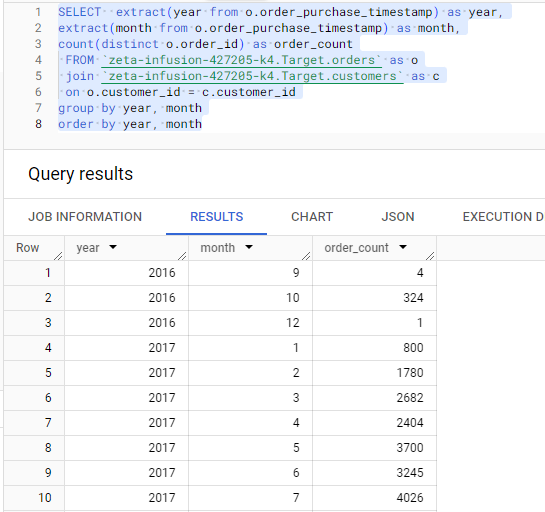 1 SELECT extract(year from o.order_purchase_timestamp) as year,
2 extract(month from o.order_purchase_timestamp) as month,
3 count(distinct o.order_id) as order_count
4 FROM `zeta-infusion-427205-k4.Target.orders` as o
5 join `zeta-infusion-427205-k4.Target.customers` as c
6 on o.customer_id = c.customer_id
7 group by year, month
8 order by year, month
Query results
JOB INFORMATION RESULTS CHART JSON EXECUTION D
Row year month order_count
1 2016 9 4
2 2016 10 324
3 2016 12 1
4 2017 1 800
5 2017 2 1780
6 2017 3 2682
7 2017 4 2404
8 2017 5 3700
9 2017 6 3245
10 2017 7 4026